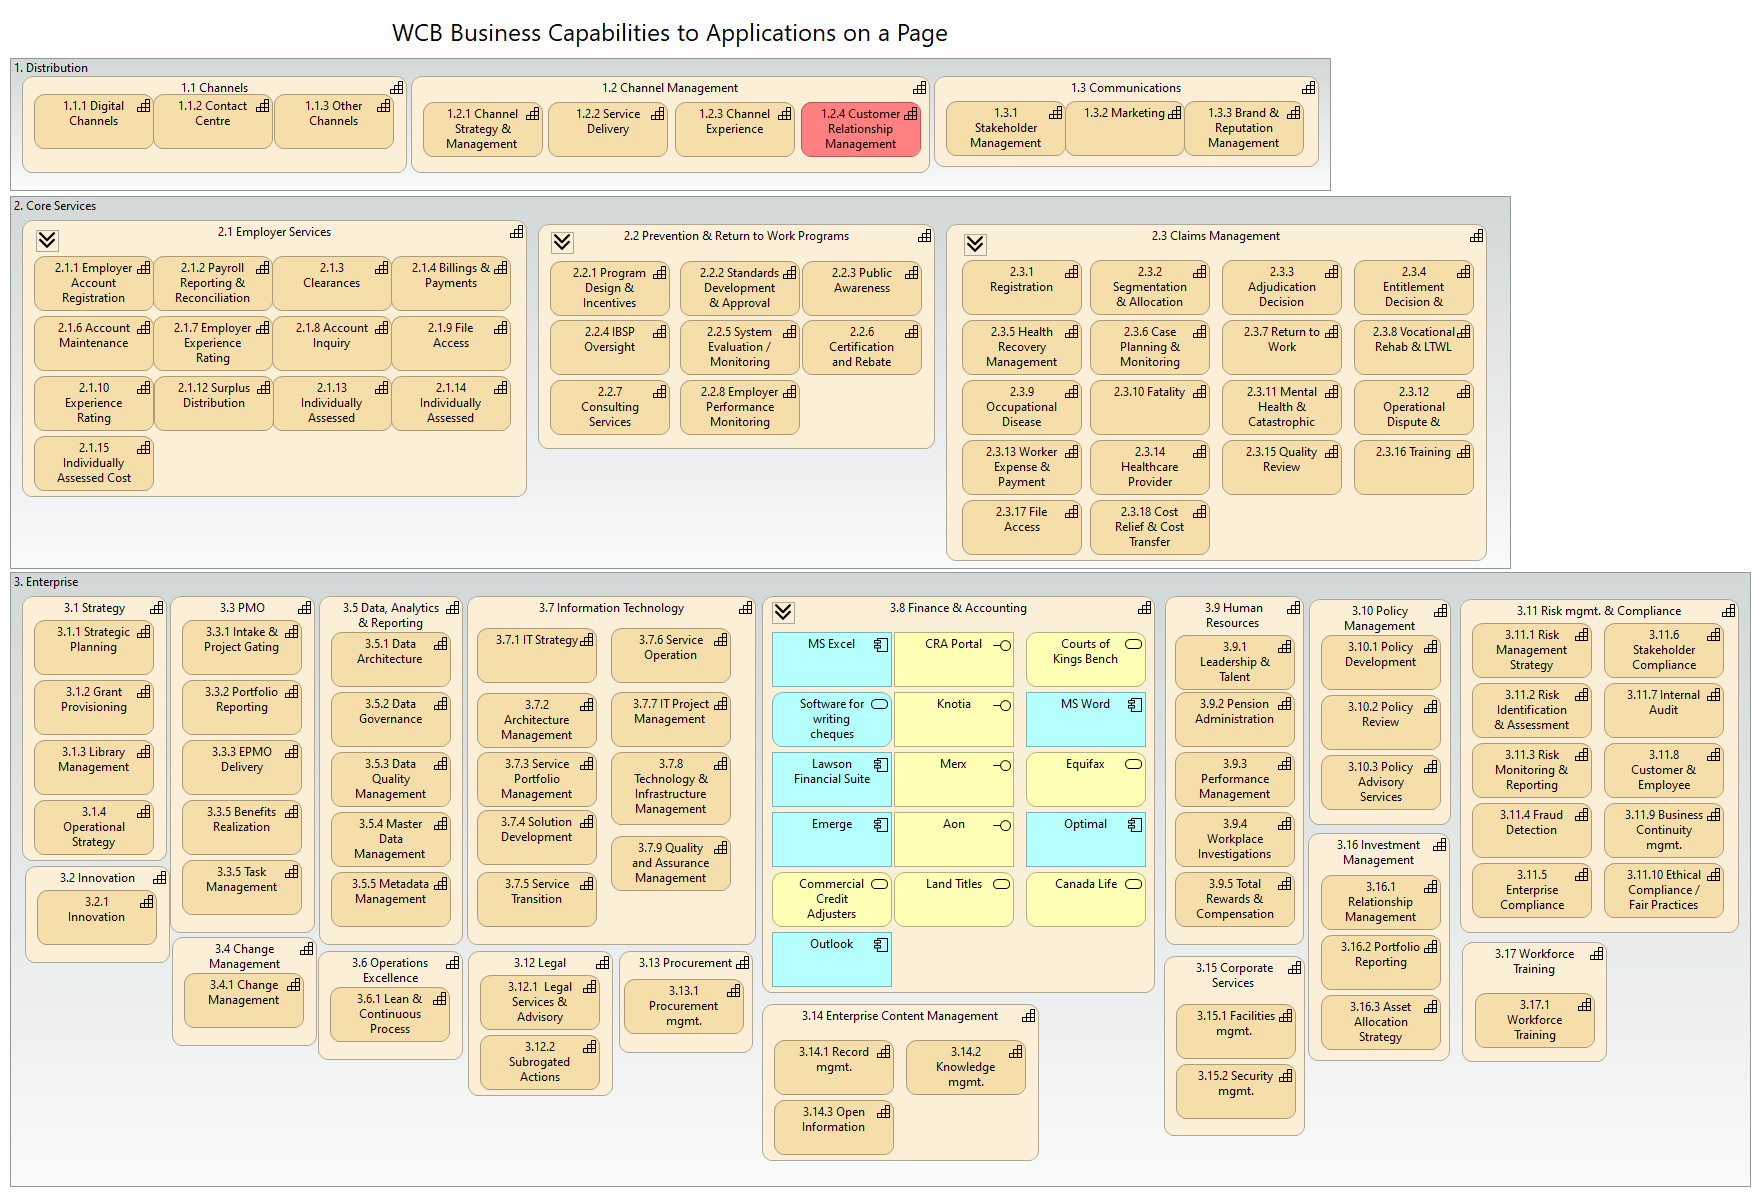 WCB Business Capabilities to Applications on a Page
1. Distribution
1.1 Channels
1.1.1 Digital
Channels
1.1.2 Contact
Centre
1.1.3 Other
Channels
1.2 Channel Management
1.2.1 Channel
Strategy &
Management
1.2.2 Service
Delivery
1.2.3 Channel
Experience
1.2.4 Customer
Relationship
Management
1.3 Communications
1.3.1
Stakeholder
Management
1.3.2 Marketing
1.3.3 Brand &
Reputation
Management
2. Core Services
2.1 Employer Services
2.1.1 Employer
Account
Registration
2.1.2 Payroll
Reporting &
Reconciliation
2.1.3
Clearances
2.1.4 Billings &
Payments
2.1.6 Account
Maintenance
2.1.7 Employer
Experience
Rating
2.1.8 Account
Inquiry
2.1.9 File
Access
2.1.10
Experience
Rating
2.1.12 Surplus
Distribution
2.1.13
Individually
Assessed
2.1.14
Individually
Assessed
2.1.15
Individually
Assessed Cost
2.2 Prevention & Return to Work Programs
2.2.1 Program
Design &
Incentives
2.2.2 Standards
Development
& Approval
2.2.3 Public
Awareness
2.2.4 IBSP
Oversight
2.2.5 System
Evaluation /
Monitoring
2.2.6
Certification
and Rebate
2.2.7
Consulting
Services
2.2.8 Employer
Performance
Monitoring
2.3 Claims Management
2.3.1
Registration
2.3.2
Segmentation
& Allocation
2.3.3
Adjudication
Decision
2.3.4
Entitlement
Decision &
2.3.5 Health
Recovery
Management
2.3.6 Case
Planning &
Monitoring
2.3.7 Return to
Work
2.3.8 Vocational
Rehab & LTWL
2.3.9
Occupational
Disease
2.3.10 Fatality
2.3.11 Mental
Health &
Catastrophic
2.3.12
Operational
Dispute &
2.3.13 Worker
Expense &
Payment
2.3.14
Healthcare
Provider
2.3.15 Quality
Review
2.3.16 Training
2.3.17 File
Access
2.3.18 Cost
Relief & Cost
Transfer
3. Enterprise
3.1 Strategy
3.1.1 Strategic
Planning
3.1.2 Grant
Provisioning
3.1.3 Library
Management
3.1.4
Operational
Strategy
3.2 Innovation
3.2.1
Innovation
3.3 PMO
3.3.1 Intake &
Project Gating
3.3.2 Portfolio
Reporting
3.3.3 EPMO
Delivery
3.3.5 Benefits
Realization
3.3.5 Task
Management
3.4 Change
Management
3.4.1 Change
Management
3.5 Data, Analytics
& Reporting
3.5.1 Data
Architecture
3.5.2 Data
Governance
3.5.3 Data
Quality
Management
3.5.4 Master
Data
Management
3.5.5 Metadata
Management
3.6 Operations
Excellence
3.6.1 Lean &
Continuous
Process
3.7 Information Technology
3.7.1 IT Strategy
3.7.6 Service
Operation
3.7.2
Architecture
Management
3.7.7 IT Project
Management
3.7.3 Service
Portfolio
Management
3.7.8
Technology &
Infrastructure
Management
3.7.4 Solution
Development
3.7.9 Quality
and Assurance
Management
3.7.5 Service
Transition
3.12 Legal
3.12.1 Legal
Services &
Advisory
3.12.2
Subrogated
Actions
3.13 Procurement
3.13.1
Procurement
mgmt.
3.8 Finance & Accounting
MS Excel
CRA Portal
Courts of
Kings Bench
Software for
writing
cheques
Knotia
MS Word
Lawson
Financial Suite
Merx
Equifax
Emerge
Aon
Optimal
Commercial
Credit
Adjusters
Land Titles
Canada Life
Outlook
3.14 Enterprise Content Management
3.14.1 Record
mgmt.
3.14.2
Knowledge
mgmt.
3.14.3 Open
Information
3.9 Human
Resources
3.9.1
Leadership &
Talent
3.9.2 Pension
Administration
3.9.3
Performance
Management
3.9.4
Workplace
Investigations
3.9.5 Total
Rewards &
Compensation
3.15 Corporate
Services
3.15.1 Facilities
mgmt.
3.15.2 Security
mgmt.
3.10 Policy
Management
3.10.1 Policy
Development
3.10.2 Policy
Review
3.10.3 Policy
Advisory
Services
3.16 Investment
Management
3.16.1
Relationship
Management
3.16.2 Portfolio
Reporting
3.16.3 Asset
Allocation
Strategy
3.11 Risk mgmt. & Compliance
3.11.1 Risk
Management
Strategy
3.11.6
Stakeholder
Compliance
3.11.2 Risk
Identification
& Assessment
3.11.7 Internal
Audit
3.11.3 Risk
Monitoring &
Reporting
3.11.8
Customer &
Employee
3.11.4 Fraud
Detection
3.11.9 Business
Continuity
mgmt.
3.11.5
Enterprise
Compliance
3.11.10 Ethical
Compliance /
Fair Practices
3.17 Workforce
Training
3.17.1
Workforce
Training